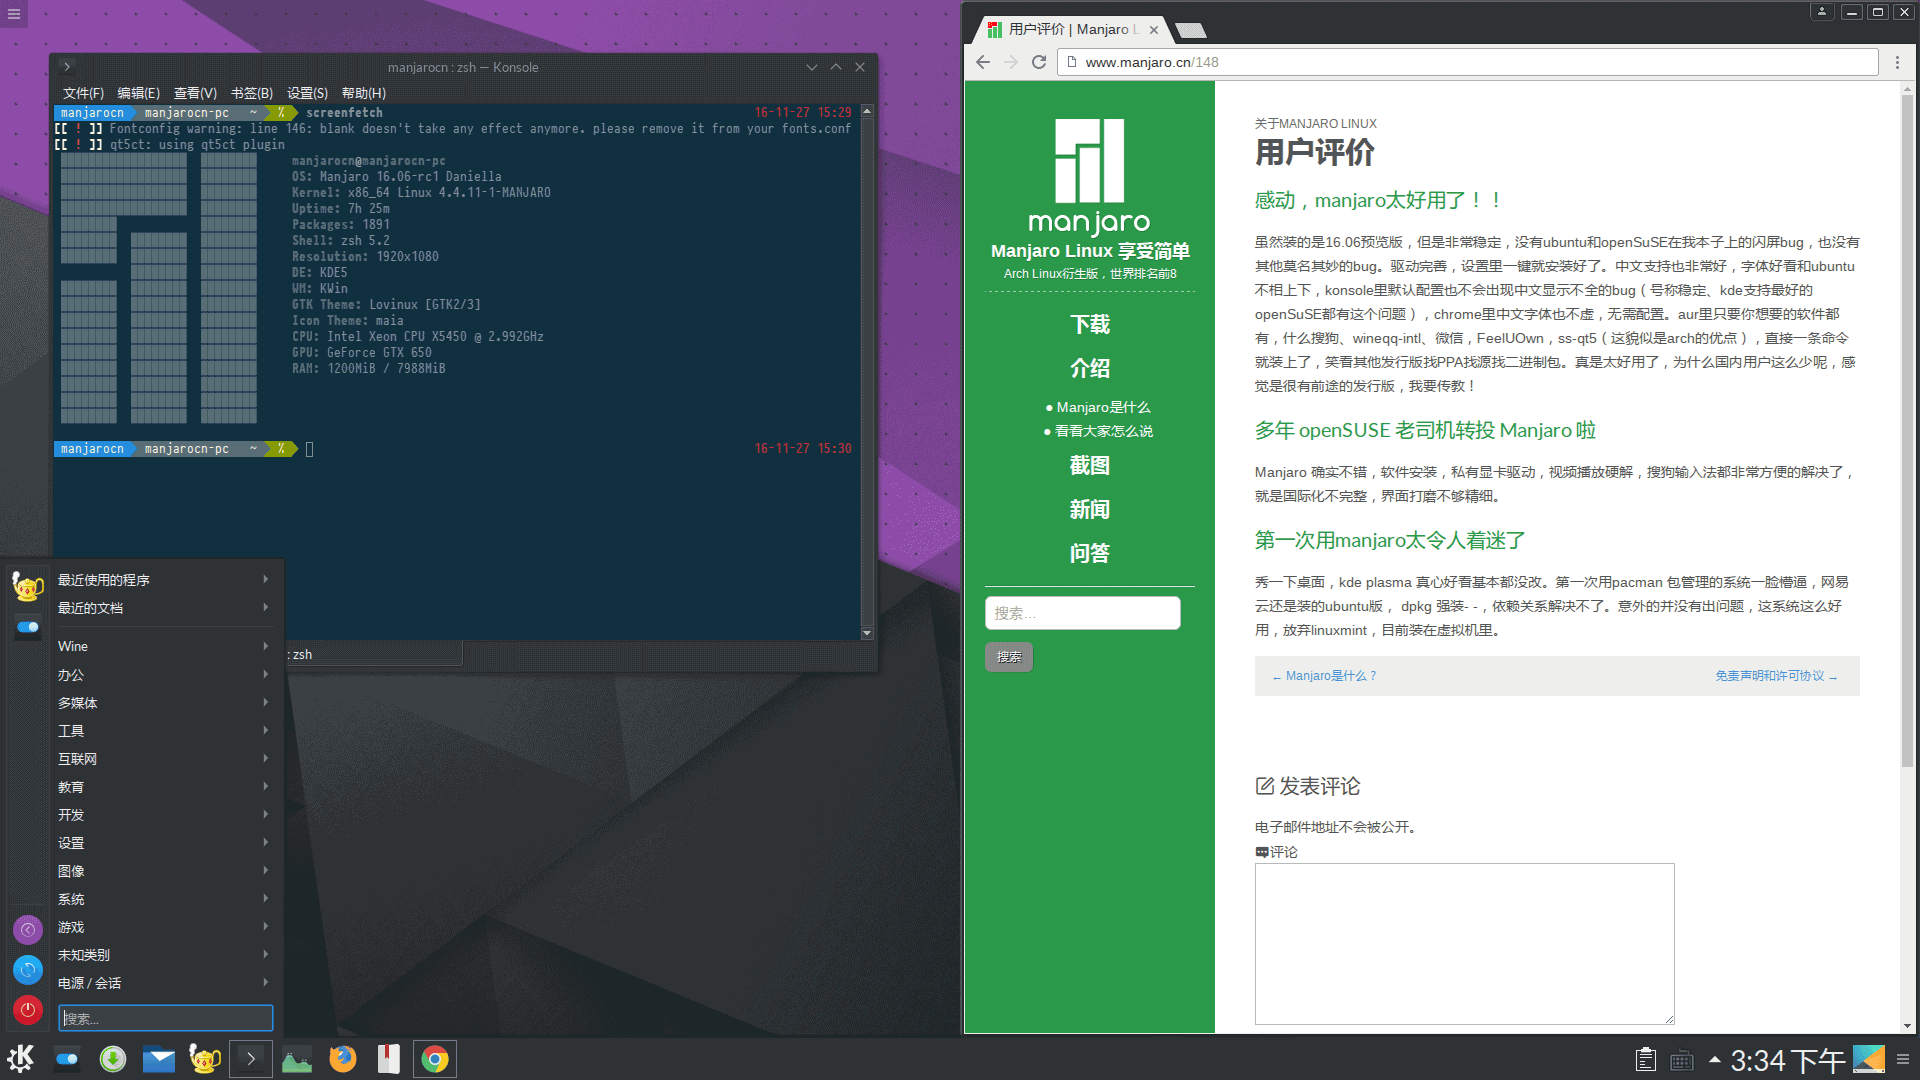 manjarocn : zsh — Konsole
文件(F) 编辑(E) 查看(V) 书签(B) 设置(S) 帮助(H)
manjarocn manjarocn-pc ~ % screenfetch 16-11-27 15:29
[[ ! ]] Fontconfig warning: line 146: blank doesn't take any effect anymore. please remove it from your fonts.conf
[[ ! ]] qt5ct: using qt5ct plugin
manjarocn@manjarocn-pc
OS: Manjaro 16.06-rc1 Daniella
Kernel: x86_64 Linux 4.4.11-1-MANJARO
Uptime: 7h 25m
Packages: 1891
Shell: zsh 5.2
Resolution: 1920x1080
DE: KDE5
WM: KWin
GTK Theme: Lovinux [GTK2/3]
Icon Theme: maia
CPU: Intel Xeon CPU X5450 @ 2.992GHz
GPU: GeForce GTX 650
RAM: 1200MiB / 7988MiB
manjarocn manjarocn-pc ~ % 16-11-27 15:30
: zsh
最近使用的程序
最近的文档
Wine
办公
多媒体
工具
互联网
教育
开发
设置
图像
系统
游戏
未知类别
电源 / 会话
搜索...
用户评价 | Manjaro L
www.manjaro.cn/148
manjaro
Manjaro Linux 享受简单
Arch Linux衍生版，世界排名前8
下载
介绍
● Manjaro是什么
● 看看大家怎么说
截图
新闻
问答
搜索…
搜索
关于MANJARO LINUX
用户评价
感动，manjaro太好用了！！
虽然装的是16.06预览版，但是非常稳定，没有ubuntu和openSuSE在我本子上的闪屏bug，也没有
其他莫名其妙的bug。驱动完善，设置里一键就安装好了。中文支持也非常好，字体好看和ubuntu
不相上下，konsole里默认配置也不会出现中文显示不全的bug（号称稳定、kde支持最好的
openSuSE都有这个问题），chrome里中文字体也不虚，无需配置。aur里只要你想要的软件都
有，什么搜狗、wineqq-intl、微信，FeelUOwn，ss-qt5（这貌似是arch的优点），直接一条命令
就装上了，笑看其他发行版找PPA找源找二进制包。真是太好用了，为什么国内用户这么少呢，感
觉是很有前途的发行版，我要传教！
多年 openSUSE 老司机转投 Manjaro 啦
Manjaro 确实不错，软件安装，私有显卡驱动，视频播放硬解，搜狗输入法都非常方便的解决了，
就是国际化不完整，界面打磨不够精细。
第一次用manjaro太令人着迷了
秀一下桌面，kde plasma 真心好看基本都没改。第一次用pacman 包管理的系统一脸懵逼，网易
云还是装的ubuntu版， dpkg 强装- -，依赖关系解决不了。意外的并没有出问题，这系统这么好
用，放弃linuxmint，目前装在虚拟机里。
← Manjaro是什么？ 免责声明和许可协议 →
发表评论
电子邮件地址不会被公开。
评论
3:34 下午